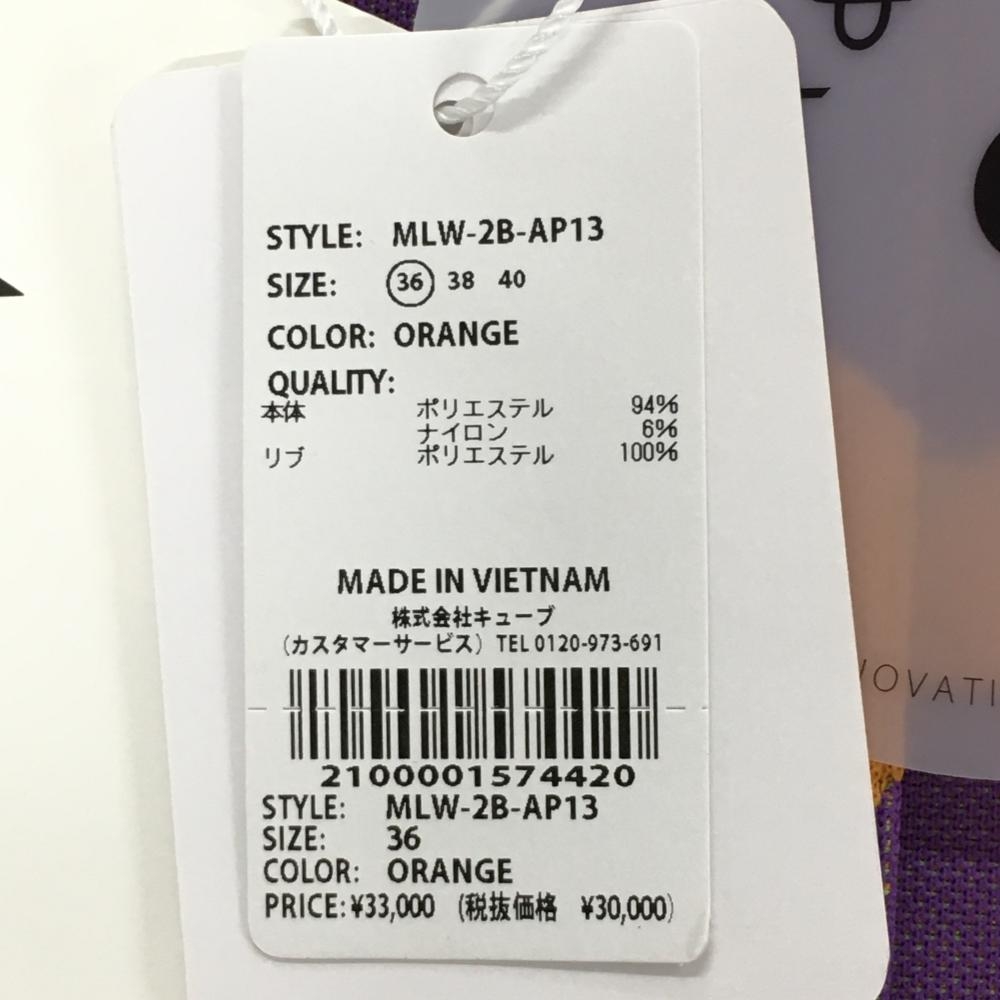 STYLE: MLW-2B-AP13
SIZE: 36 38 40
COLOR: ORANGE
QUALITY:
本体 ポリエステル 94%
ナイロン 6%
リブ ポリエステル 100%
MADE IN VIETNAM
株式会社キューブ
（カスタマーサービス）TEL 0120-973-691
2100001574420
STYLE: MLW-2B-AP13
SIZE: 36
COLOR: ORANGE
PRICE: ¥33,000 (税抜価格 ¥30,000)